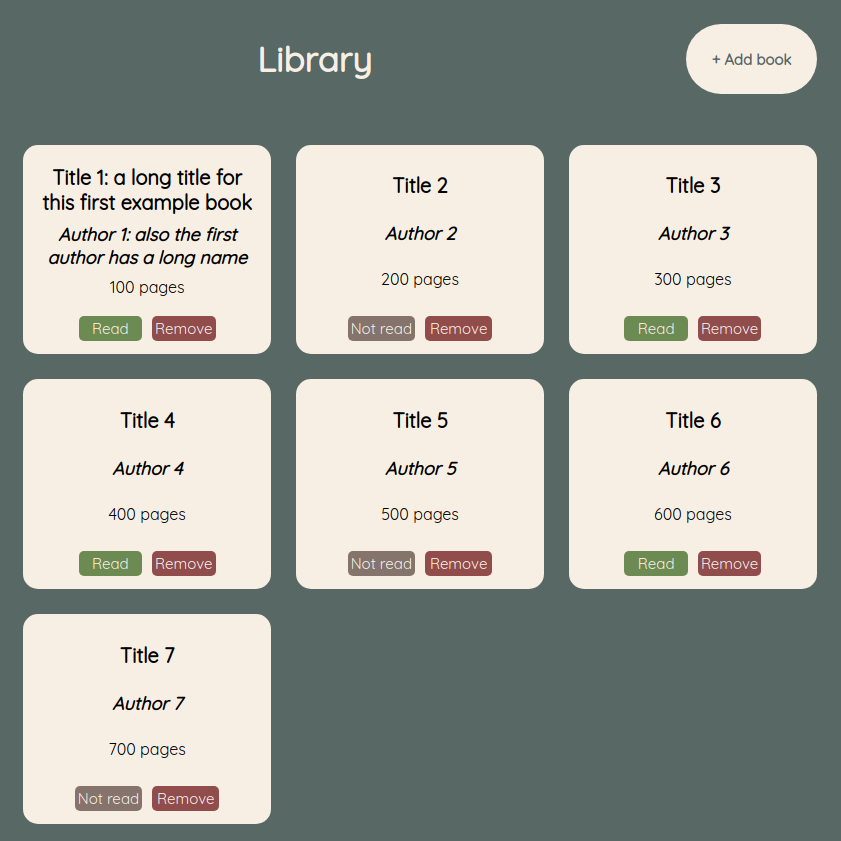 Library
+ Add book
Title 1: a long title for
this first example book
Author 1: also the first
author has a long name
100 pages
Read Remove
Title 2
Author 2
200 pages
Not read Remove
Title 3
Author 3
300 pages
Read Remove
Title 4
Author 4
400 pages
Read Remove
Title 5
Author 5
500 pages
Not read Remove
Title 6
Author 6
600 pages
Read Remove
Title 7
Author 7
700 pages
Not read Remove